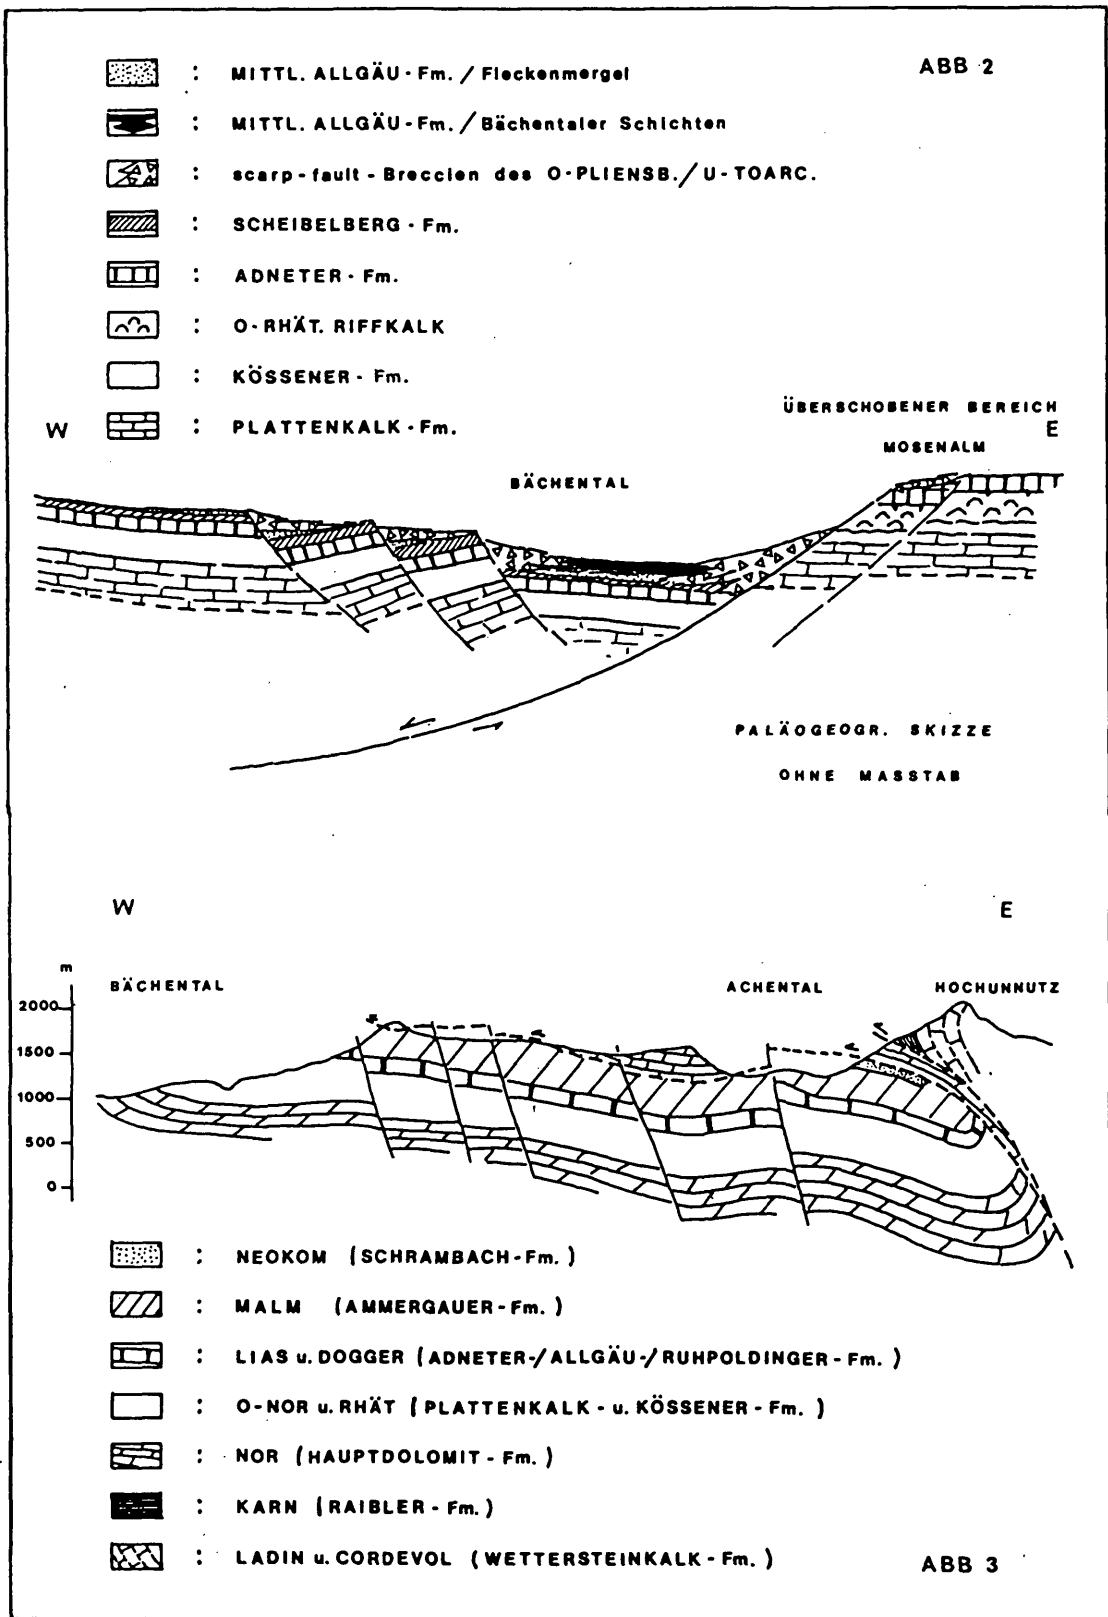 ABB 2
: MITTL. ALLGÄU-Fm. / Fleckenmergel
: MITTL. ALLGÄU-Fm. / Bächentaler Schichten
: scarp-fault-Breccien des O-PLIENSB./ U-TOARC.
: SCHEIBELBERG-Fm.
: ADNETER-Fm.
: O-RHÄT. RIFFKALK
: KÖSSENER-Fm.
: PLATTENKALK-Fm.
ÜBERSCHOBENER BEREICH
W
E
MOSENALM
BÄCHENTAL
PALÄOGEOGR. SKIZZE
OHNE MASSTAB
W
E
m
BÄCHENTAL
ACHENTAL
HOCHUNNUTZ
2000
1500
1000
500
0
: NEOKOM (SCHRAMBACH-Fm.)
: MALM (AMMERGAUER-Fm.)
: LIAS u. DOGGER (ADNETER-/ALLGÄU-/RUHPOLDINGER-Fm.)
: O-NOR u. RHÄT (PLATTENKALK- u. KÖSSENER-Fm.)
: NOR (HAUPTDOLOMIT-Fm.)
: KARN (RAIBLER-Fm.)
: LADIN u. CORDEVOL (WETTERSTEINKALK-Fm.)
ABB 3